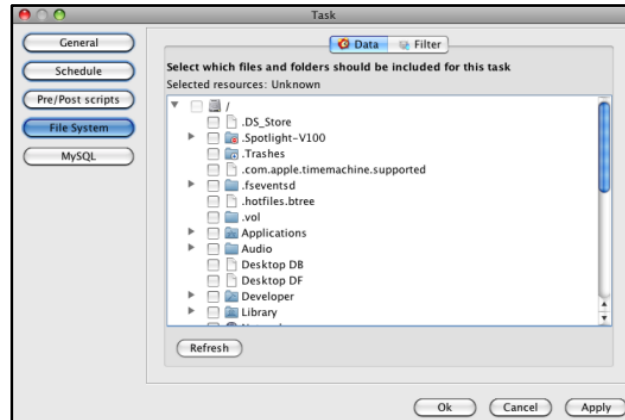 Task
General
Schedule
Pre/Post scripts
File System
MySQL
Data Filter
Select which files and folders should be included for this task
Selected resources: Unknown
/
.DS_Store
.Spotlight-V100
.Trashes
.com.apple.timemachine.supported
.fseventsd
.hotfiles.btree
.vol
Applications
Audio
Desktop DB
Desktop DF
Developer
Library
Refresh
Ok Cancel Apply